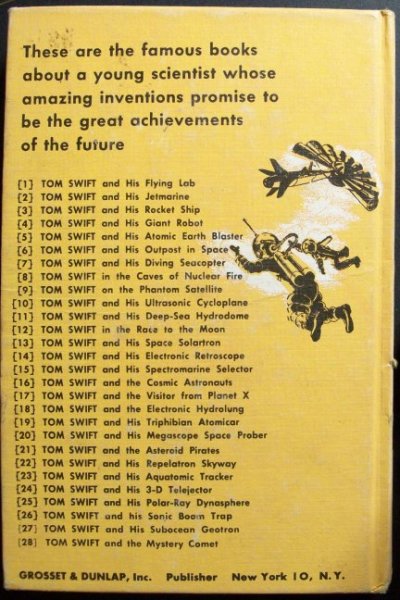 These are the famous books
about a young scientist whose
amazing inventions promise to
be the great achievements
of the future
[1] TOM SWIFT and His Flying Lab
[2] TOM SWIFT and His Jetmarine
[3] TOM SWIFT and His Rocket Ship
[4] TOM SWIFT and His Giant Robot
[5] TOM SWIFT and His Atomic Earth Blaster
[6] TOM SWIFT and His Outpost in Space
[7] TOM SWIFT and His Diving Seacopter
[8] TOM SWIFT in the Caves of Nuclear Fire
[9] TOM SWIFT on the Phantom Satellite
[10] TOM SWIFT and His Ultrasonic Cycloplane
[11] TOM SWIFT and His Deep-Sea Hydrodome
[12] TOM SWIFT in the Race to the Moon
[13] TOM SWIFT and His Space Solartron
[14] TOM SWIFT and His Electronic Retroscope
[15] TOM SWIFT and His Spectromarine Selector
[16] TOM SWIFT and the Cosmic Astronauts
[17] TOM SWIFT and the Visitor from Planet X
[18] TOM SWIFT and the Electronic Hydrolung
[19] TOM SWIFT and His Triphibian Atomicar
[20] TOM SWIFT and His Megascope Space Prober
[21] TOM SWIFT and the Asteroid Pirates
[22] TOM SWIFT and His Repelatron Skyway
[23] TOM SWIFT and His Aquatomic Tracker
[24] TOM SWIFT and His 3-D Telejector
[25] TOM SWIFT and His Polar-Ray Dynasphere
[26] TOM SWIFT and his Sonic Boom Trap
[27] TOM SWIFT and His Subocean Geotron
[28] TOM SWIFT and the Mystery Comet
GROSSET & DUNLAP, Inc. Publisher New York 10, N. Y.